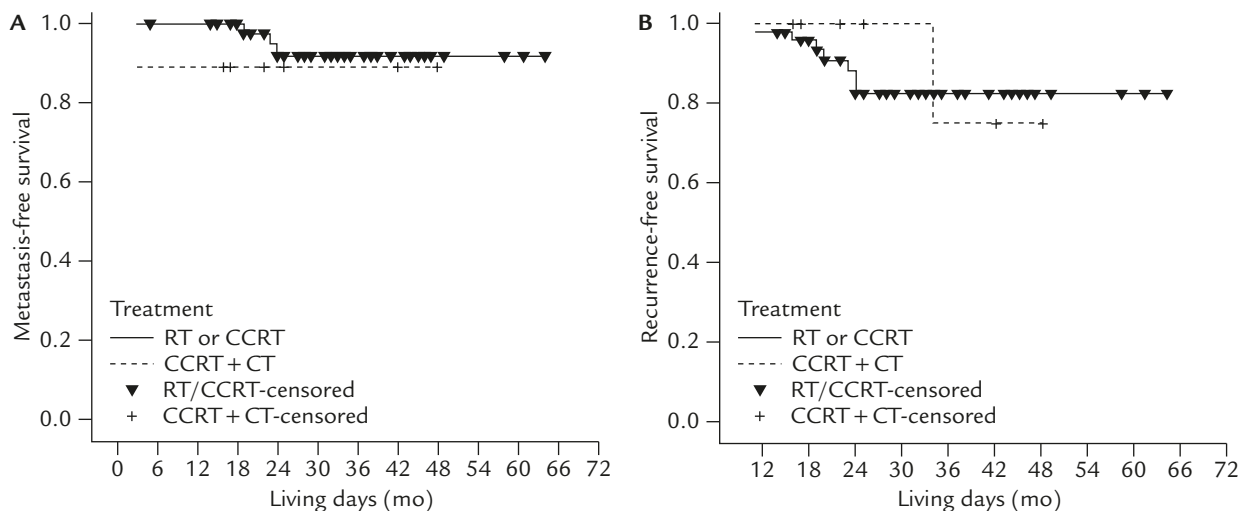 A
Metastasis-free survival
1.0
0.8
0.6
0.4
0.2
0.0
Treatment
RT or CCRT
CCRT + CT
RT/CCRT-censored
CCRT + CT-censored
0 6 12 18 24 30 36 42 48 54 60 66 72
Living days (mo)
B
Recurrence-free survival
1.0
0.8
0.6
0.4
0.2
0.0
Treatment
RT or CCRT
CCRT + CT
RT/CCRT-censored
CCRT + CT-censored
12 18 24 30 36 42 48 54 60 66 72
Living days (mo)